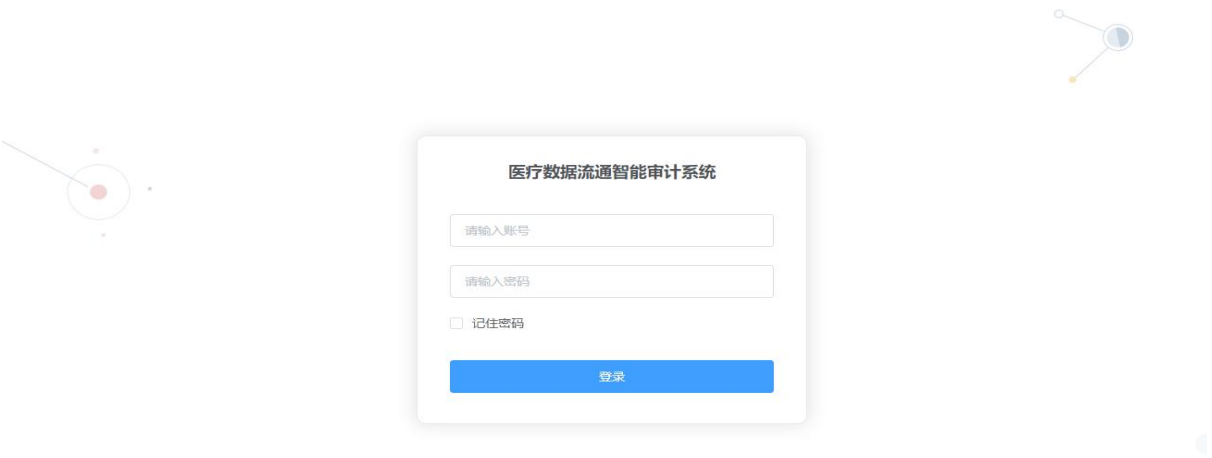 医疗数据流通智能审计系统
请输入账号
请输入密码
记住密码
登录